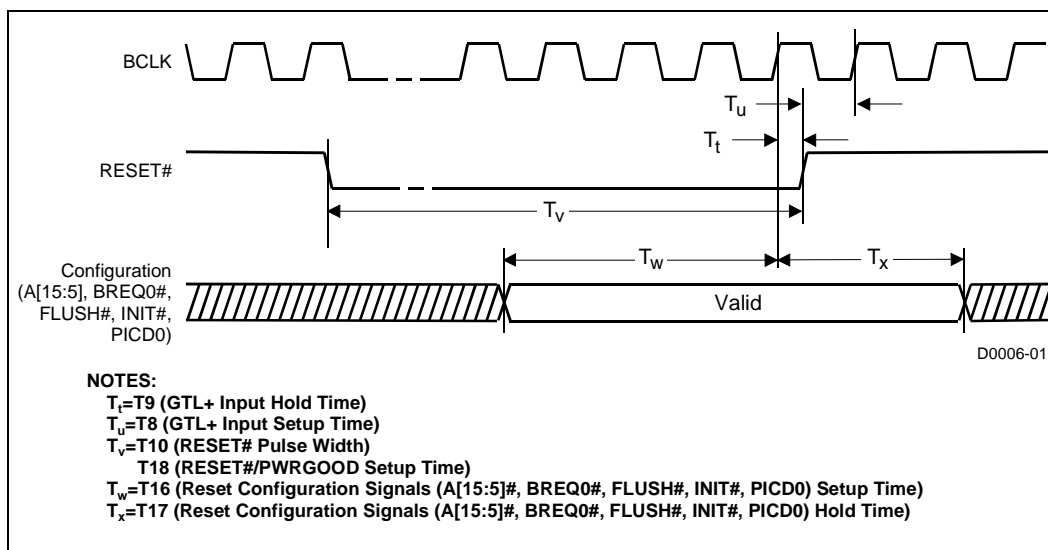 BCLK
Tu
Tt
RESET#
Tv
Tw
Tx
Configuration
(A[15:5], BREQ0#,
FLUSH#, INIT#,
PICD0)
Valid
D0006-01
NOTES:
Tt=T9 (GTL+ Input Hold Time)
Tu=T8 (GTL+ Input Setup Time)
Tv=T10 (RESET# Pulse Width)
T18 (RESET#/PWRGOOD Setup Time)
Tw=T16 (Reset Configuration Signals (A[15:5]#, BREQ0#, FLUSH#, INIT#, PICD0) Setup Time)
Tx=T17 (Reset Configuration Signals (A[15:5]#, BREQ0#, FLUSH#, INIT#, PICD0) Hold Time)